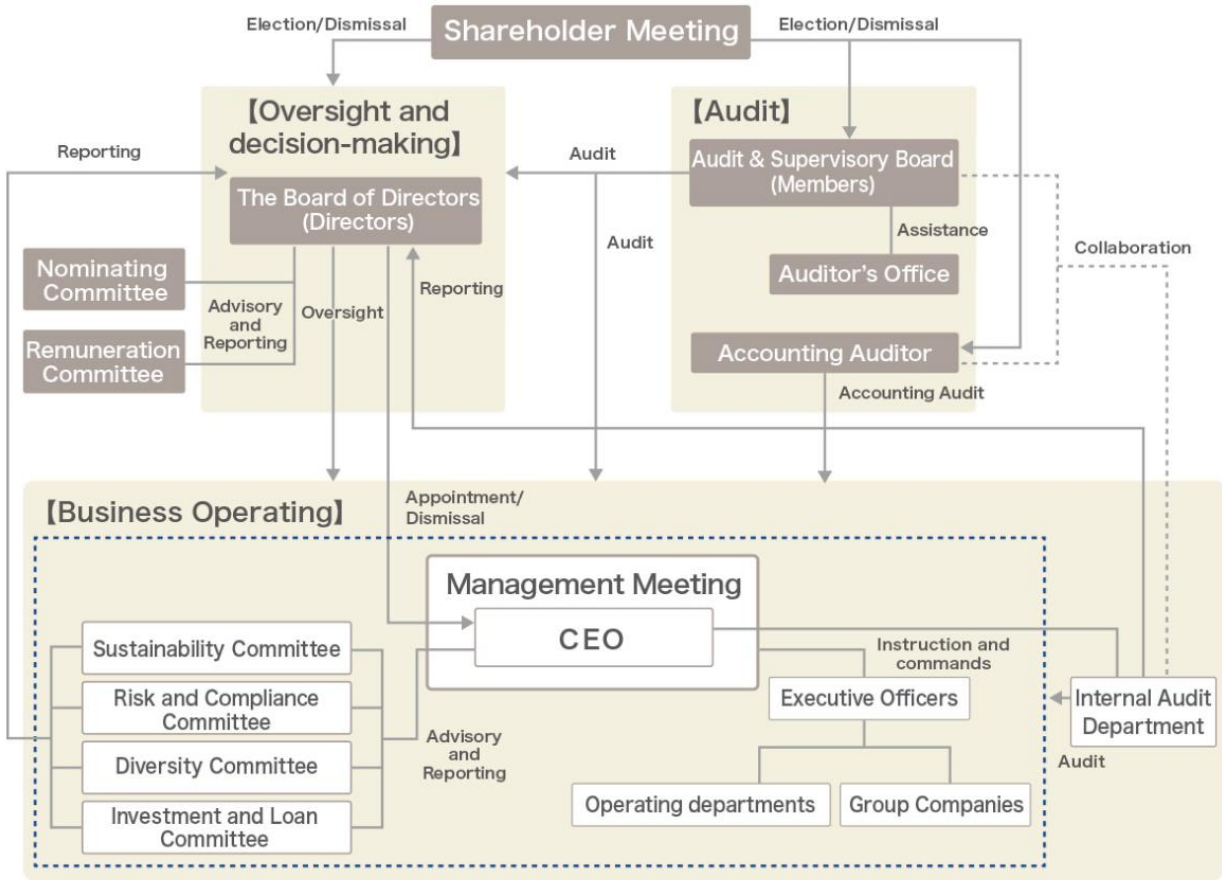 Shareholder Meeting
Election/Dismissal
Election/Dismissal
【Oversight and
decision-making】
【Audit】
Reporting
Audit
Audit & Supervisory Board
(Members)
The Board of Directors
(Directors)
Audit
Assistance
Collaboration
Nominating
Committee
Auditor's Office
Advisory
and
Reporting
Oversight
Reporting
Remuneration
Committee
Accounting Auditor
Accounting Audit
【Business Operating】
Appointment/
Dismissal
Management Meeting
CEO
Sustainability Committee
Risk and Compliance
Committee
Diversity Committee
Investment and Loan
Committee
Advisory
and
Reporting
Instruction and
commands
Executive Officers
Internal Audit
Department
Audit
Operating departments
Group Companies